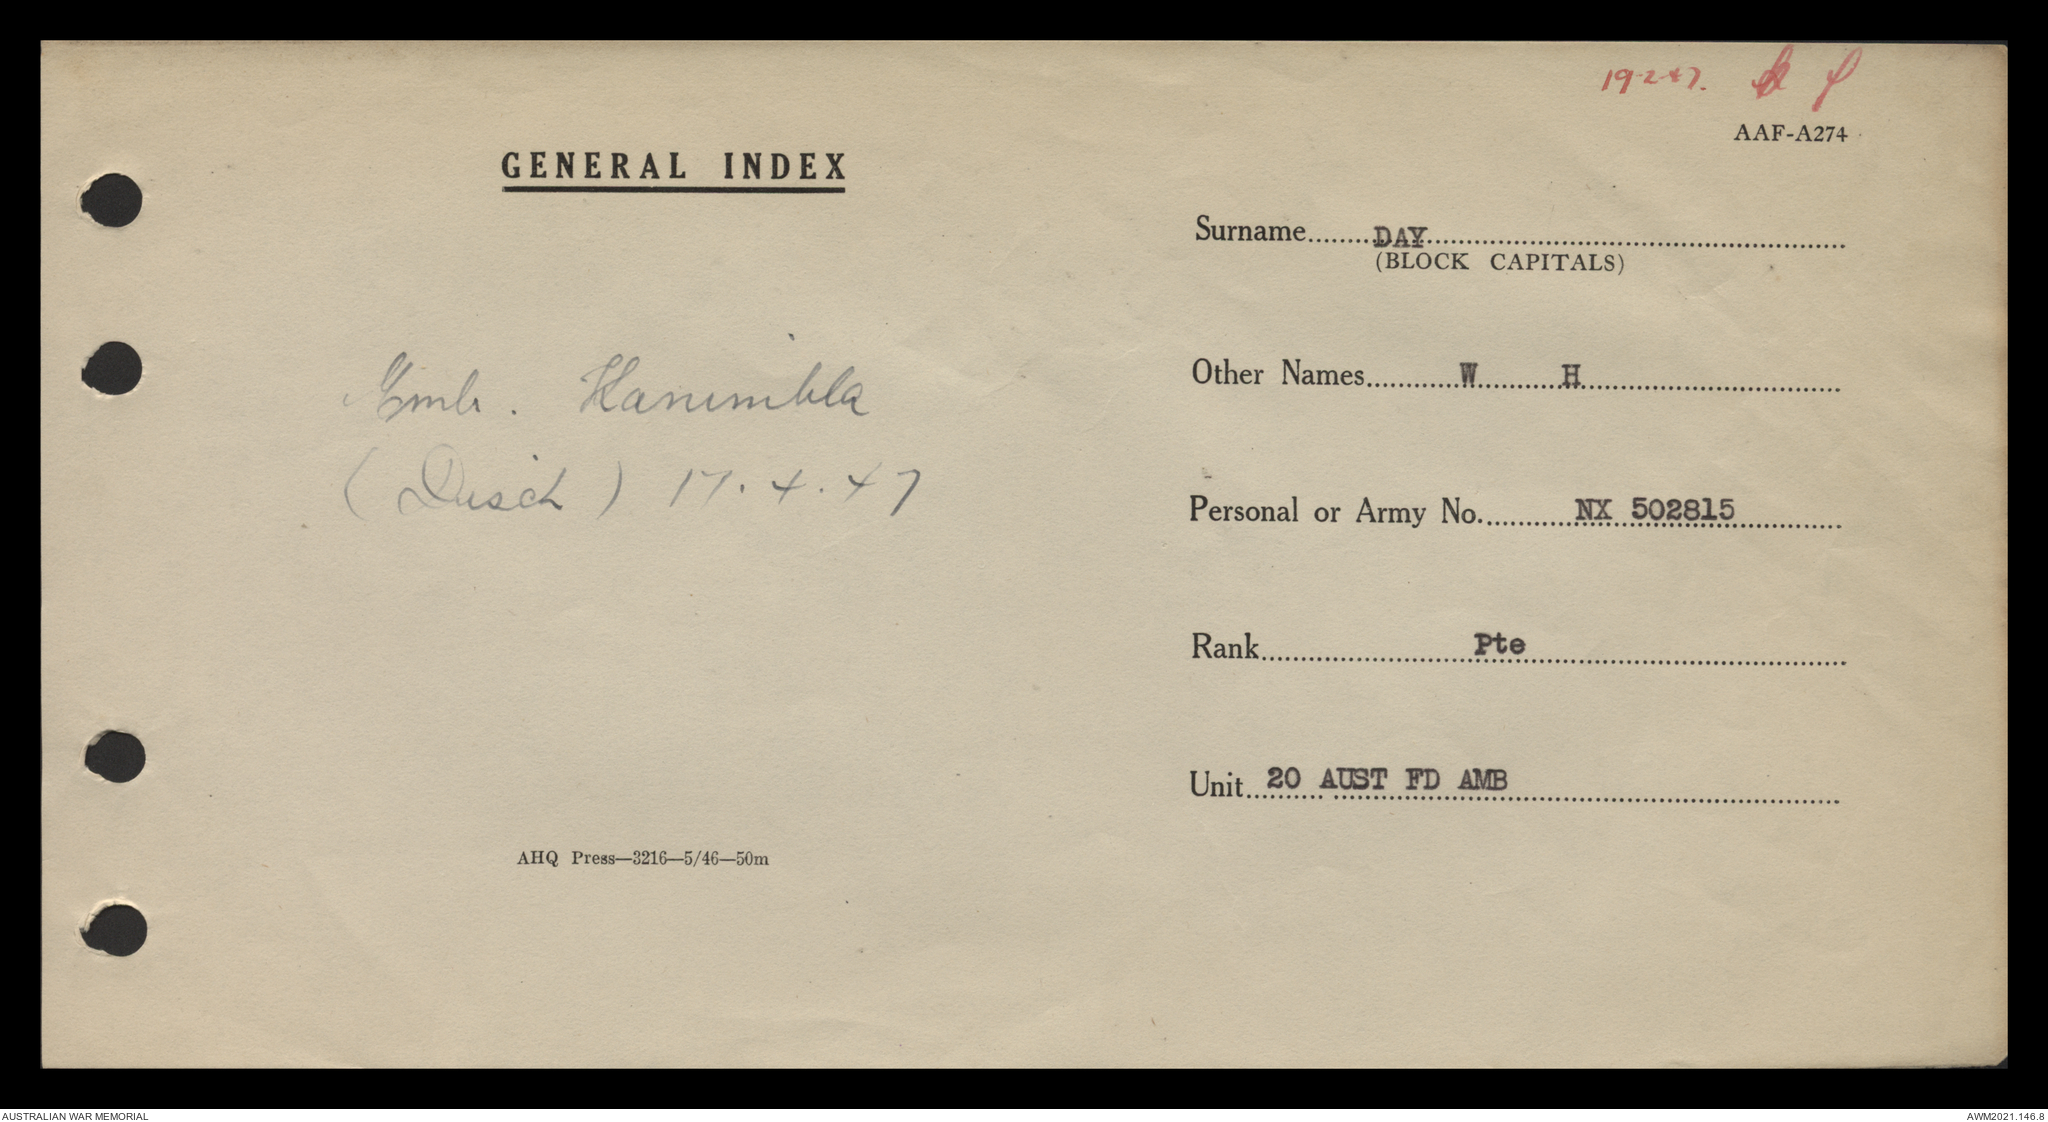 19-2-47.
AAF-A274
GENERAL INDEX
Surname DAY
(BLOCK CAPITALS)
Other Names W H
Emb. Kanimbla
(Disch) 17.4.47
Personal or Army No. NX 502815
Rank Pte
Unit 20 AUST FD AMB
AHQ Press—3216—5/46—50m
AUSTRALIAN WAR MEMORIAL
AWM2021.146.8